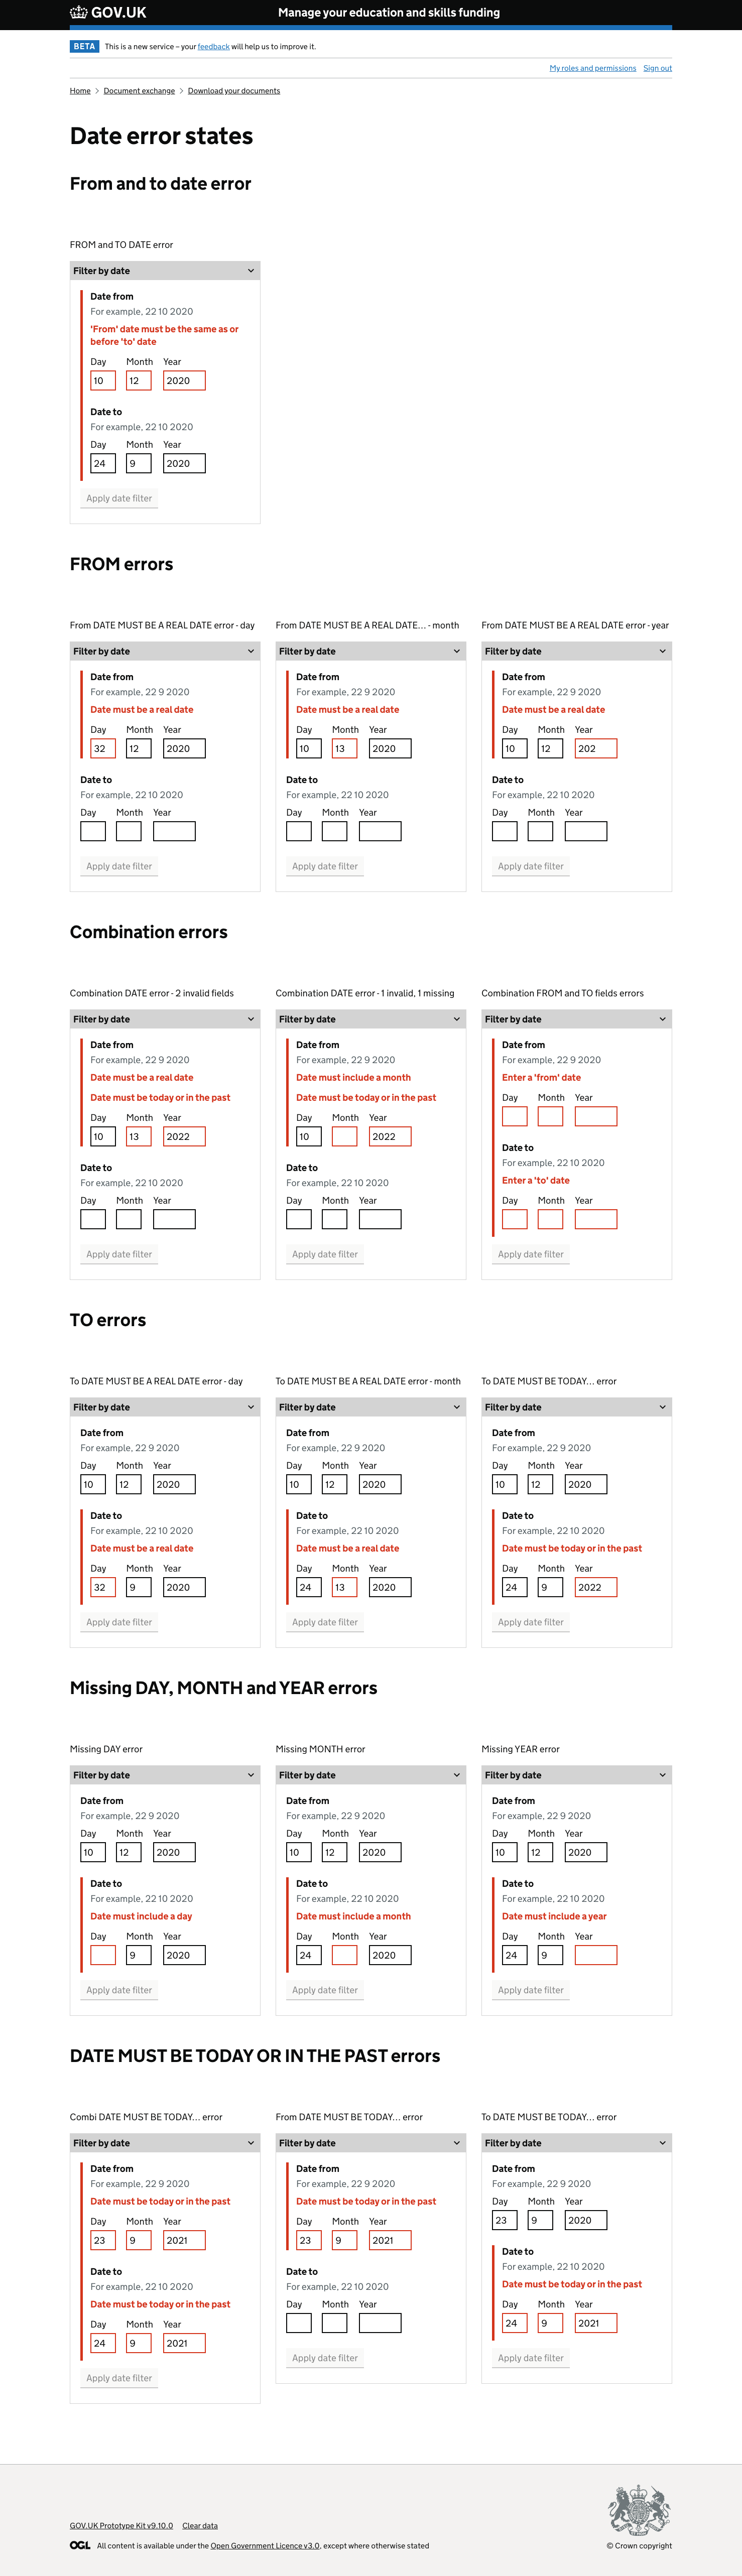 GOV.UK
Manage your education and skills funding
BETA This is a new service – your feedback will help us to improve it.
My roles and permissions Sign out
Home > Document exchange > Download your documents
Date error states
From and to date error
FROM and TO DATE error
Filter by date
Date from
For example, 22 10 2020
'From' date must be the same as or
before 'to' date
Day Month Year
10 12 2020
Date to
For example, 22 10 2020
Day Month Year
24 9 2020
Apply date filter
FROM errors
From DATE MUST BE A REAL DATE error - day
Filter by date
Date from
For example, 22 9 2020
Date must be a real date
Day Month Year
32 12 2020
Date to
For example, 22 10 2020
Day Month Year
Apply date filter
From DATE MUST BE A REAL DATE... - month
Filter by date
Date from
For example, 22 9 2020
Date must be a real date
Day Month Year
10 13 2020
Date to
For example, 22 10 2020
Day Month Year
Apply date filter
From DATE MUST BE A REAL DATE error - year
Filter by date
Date from
For example, 22 9 2020
Date must be a real date
Day Month Year
10 12 202
Date to
For example, 22 10 2020
Day Month Year
Apply date filter
Combination errors
Combination DATE error - 2 invalid fields
Filter by date
Date from
For example, 22 9 2020
Date must be a real date
Date must be today or in the past
Day Month Year
10 13 2022
Date to
For example, 22 10 2020
Day Month Year
Apply date filter
Combination DATE error - 1 invalid, 1 missing
Filter by date
Date from
For example, 22 9 2020
Date must include a month
Date must be today or in the past
Day Month Year
10 2022
Date to
For example, 22 10 2020
Day Month Year
Apply date filter
Combination FROM and TO fields errors
Filter by date
Date from
For example, 22 9 2020
Enter a 'from' date
Day Month Year
Date to
For example, 22 10 2020
Enter a 'to' date
Day Month Year
Apply date filter
TO errors
To DATE MUST BE A REAL DATE error - day
Filter by date
Date from
For example, 22 9 2020
Day Month Year
10 12 2020
Date to
For example, 22 10 2020
Date must be a real date
Day Month Year
32 9 2020
Apply date filter
To DATE MUST BE A REAL DATE error - month
Filter by date
Date from
For example, 22 9 2020
Day Month Year
10 12 2020
Date to
For example, 22 10 2020
Date must be a real date
Day Month Year
24 13 2020
Apply date filter
To DATE MUST BE TODAY... error
Filter by date
Date from
For example, 22 9 2020
Day Month Year
10 12 2020
Date to
For example, 22 10 2020
Date must be today or in the past
Day Month Year
24 9 2022
Apply date filter
Missing DAY, MONTH and YEAR errors
Missing DAY error
Filter by date
Date from
For example, 22 9 2020
Day Month Year
10 12 2020
Date to
For example, 22 10 2020
Date must include a day
Day Month Year
9 2020
Apply date filter
Missing MONTH error
Filter by date
Date from
For example, 22 9 2020
Day Month Year
10 12 2020
Date to
For example, 22 10 2020
Date must include a month
Day Month Year
24 2020
Apply date filter
Missing YEAR error
Filter by date
Date from
For example, 22 9 2020
Day Month Year
10 12 2020
Date to
For example, 22 10 2020
Date must include a year
Day Month Year
24 9
Apply date filter
DATE MUST BE TODAY OR IN THE PAST errors
Combi DATE MUST BE TODAY... error
Filter by date
Date from
For example, 22 9 2020
Date must be today or in the past
Day Month Year
23 9 2021
Date to
For example, 22 10 2020
Date must be today or in the past
Day Month Year
24 9 2021
Apply date filter
From DATE MUST BE TODAY... error
Filter by date
Date from
For example, 22 9 2020
Date must be today or in the past
Day Month Year
23 9 2021
Date to
For example, 22 10 2020
Day Month Year
Apply date filter
To DATE MUST BE TODAY... error
Filter by date
Date from
For example, 22 9 2020
Day Month Year
23 9 2020
Date to
For example, 22 10 2020
Date must be today or in the past
Day Month Year
24 9 2021
Apply date filter
GOV.UK Prototype Kit v9.10.0 Clear data
OGL All content is available under the Open Government Licence v3.0, except where otherwise stated
© Crown copyright